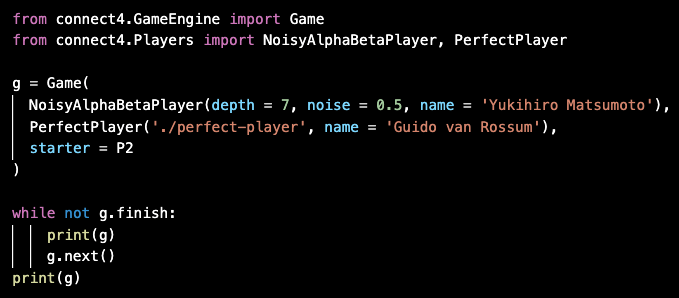 from connect4.GameEngine import Game
from connect4.Players import NoisyAlphaBetaPlayer, PerfectPlayer

g = Game(
  NoisyAlphaBetaPlayer(depth = 7, noise = 0.5, name = 'Yukihiro Matsumoto'),
  PerfectPlayer('./perfect-player', name = 'Guido van Rossum'),
  starter = P2
)

while not g.finish:
    print(g)
    g.next()
print(g)